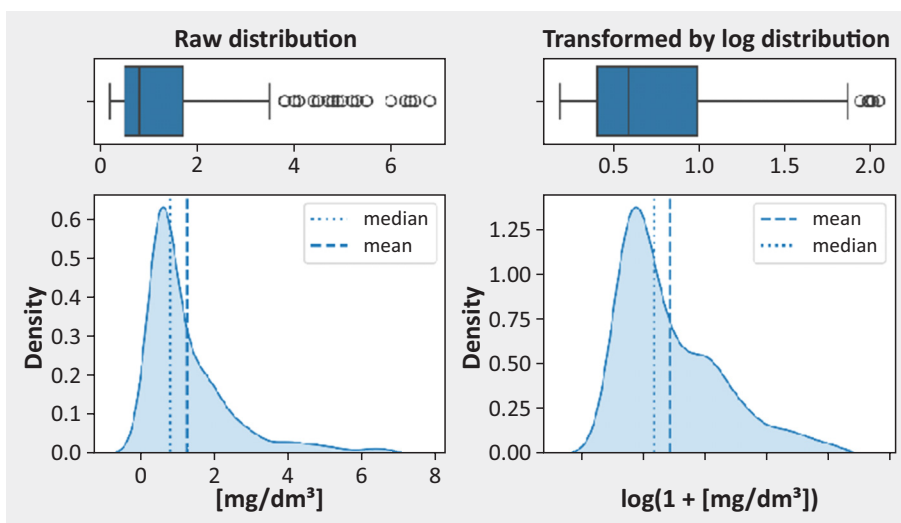 Raw distribution
0 2 4 6
0.6
0.5
0.4
0.3
0.2
0.1
0.0
Density
median
mean
0 2 4 6 8
[mg/dm³]
Transformed by log distribution
0.5 1.0 1.5 2.0
1.25
1.00
0.75
0.50
0.25
0.00
Density
mean
median
log(1 + [mg/dm³])